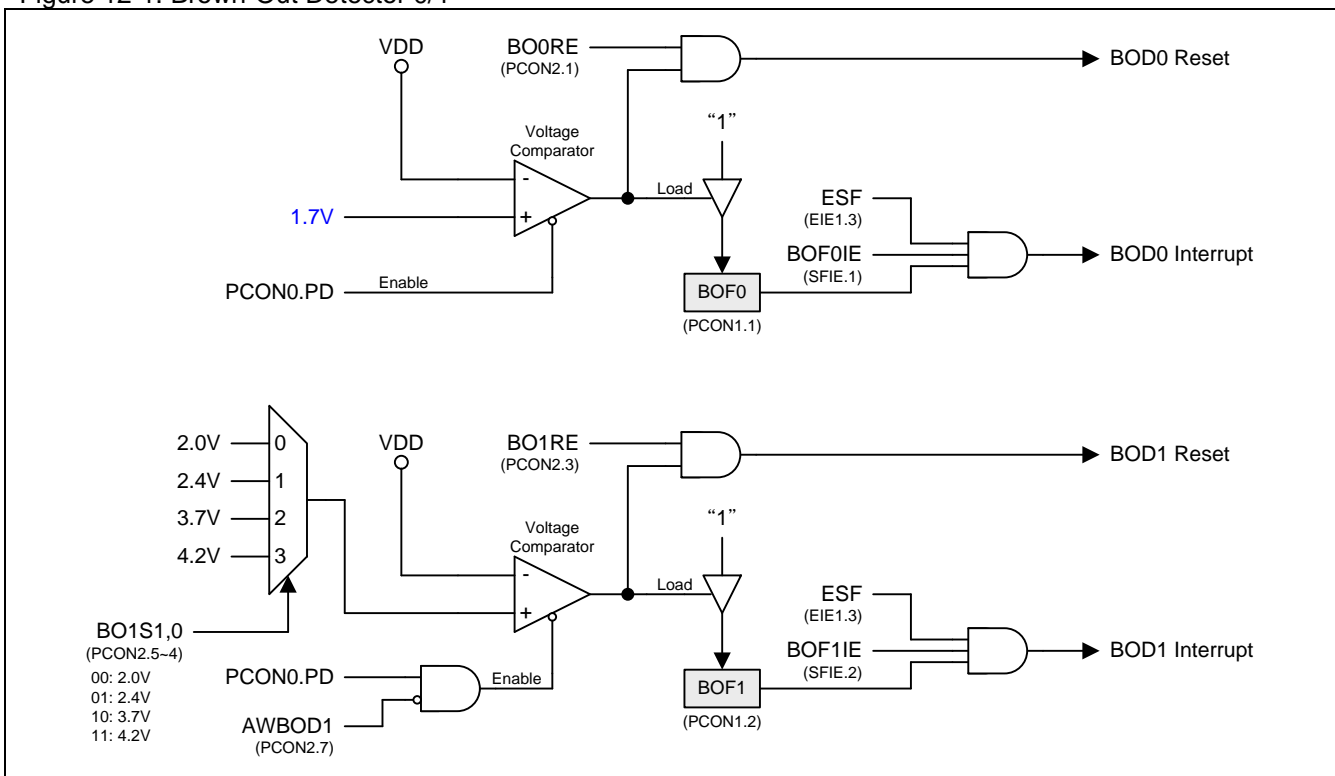 Figure 12-1. Brown-Out Detector 0/1
VDD
BO0RE
(PCON2.1)
BOD0 Reset
Voltage
Comparator
"1"
-
+
Load
1.7V
PCON0.PD
Enable
BOF0
(PCON1.1)
ESF
(EIE1.3)
BOF0IE
(SFIE.1)
BOD0 Interrupt
2.0V
0
2.4V
1
3.7V
2
4.2V
3
BO1S1,0
(PCON2.5~4)
00: 2.0V
01: 2.4V
10: 3.7V
11: 4.2V
VDD
BO1RE
(PCON2.3)
BOD1 Reset
Voltage
Comparator
"1"
-
+
Load
PCON0.PD
AWBOD1
(PCON2.7)
Enable
BOF1
(PCON1.2)
ESF
(EIE1.3)
BOF1IE
(SFIE.2)
BOD1 Interrupt